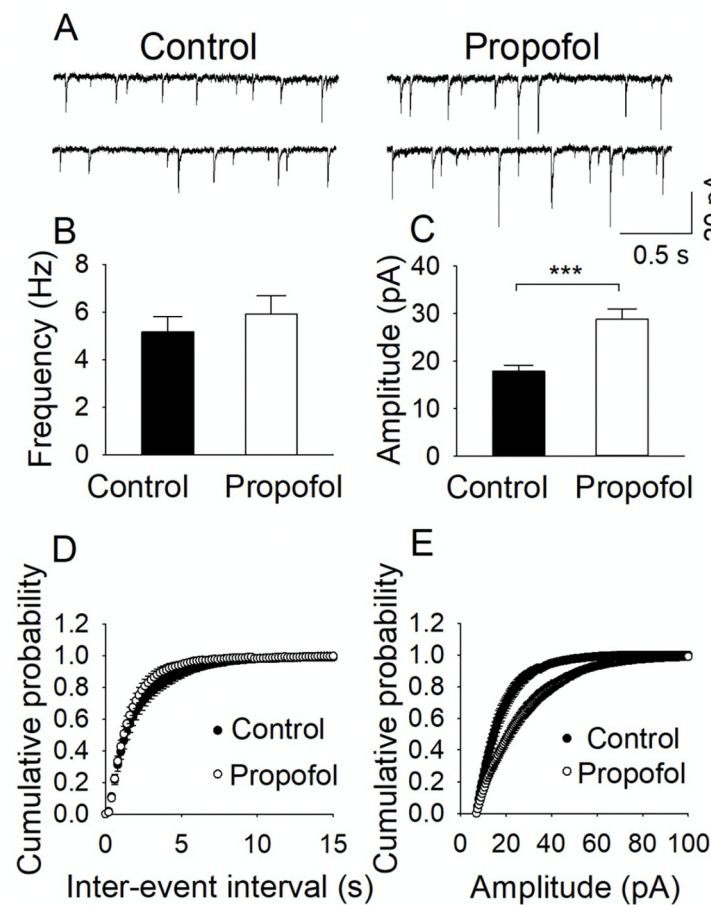 A
Control
Propofol
0.5 s
B
Frequency (Hz)
8
6
4
2
0
Control
Propofol
C
Amplitude (pA)
40
30
20
10
0
***
Control
Propofol
D
Cumulative probability
1.2
1.0
0.8
0.6
0.4
0.2
0.0
Control
Propofol
0
5
10
15
Inter-event interval (s)
E
Cumulative probability
1.2
1.0
0.8
0.6
0.4
0.2
0.0
Control
Propofol
0
20
40
60
80
100
Amplitude (pA)